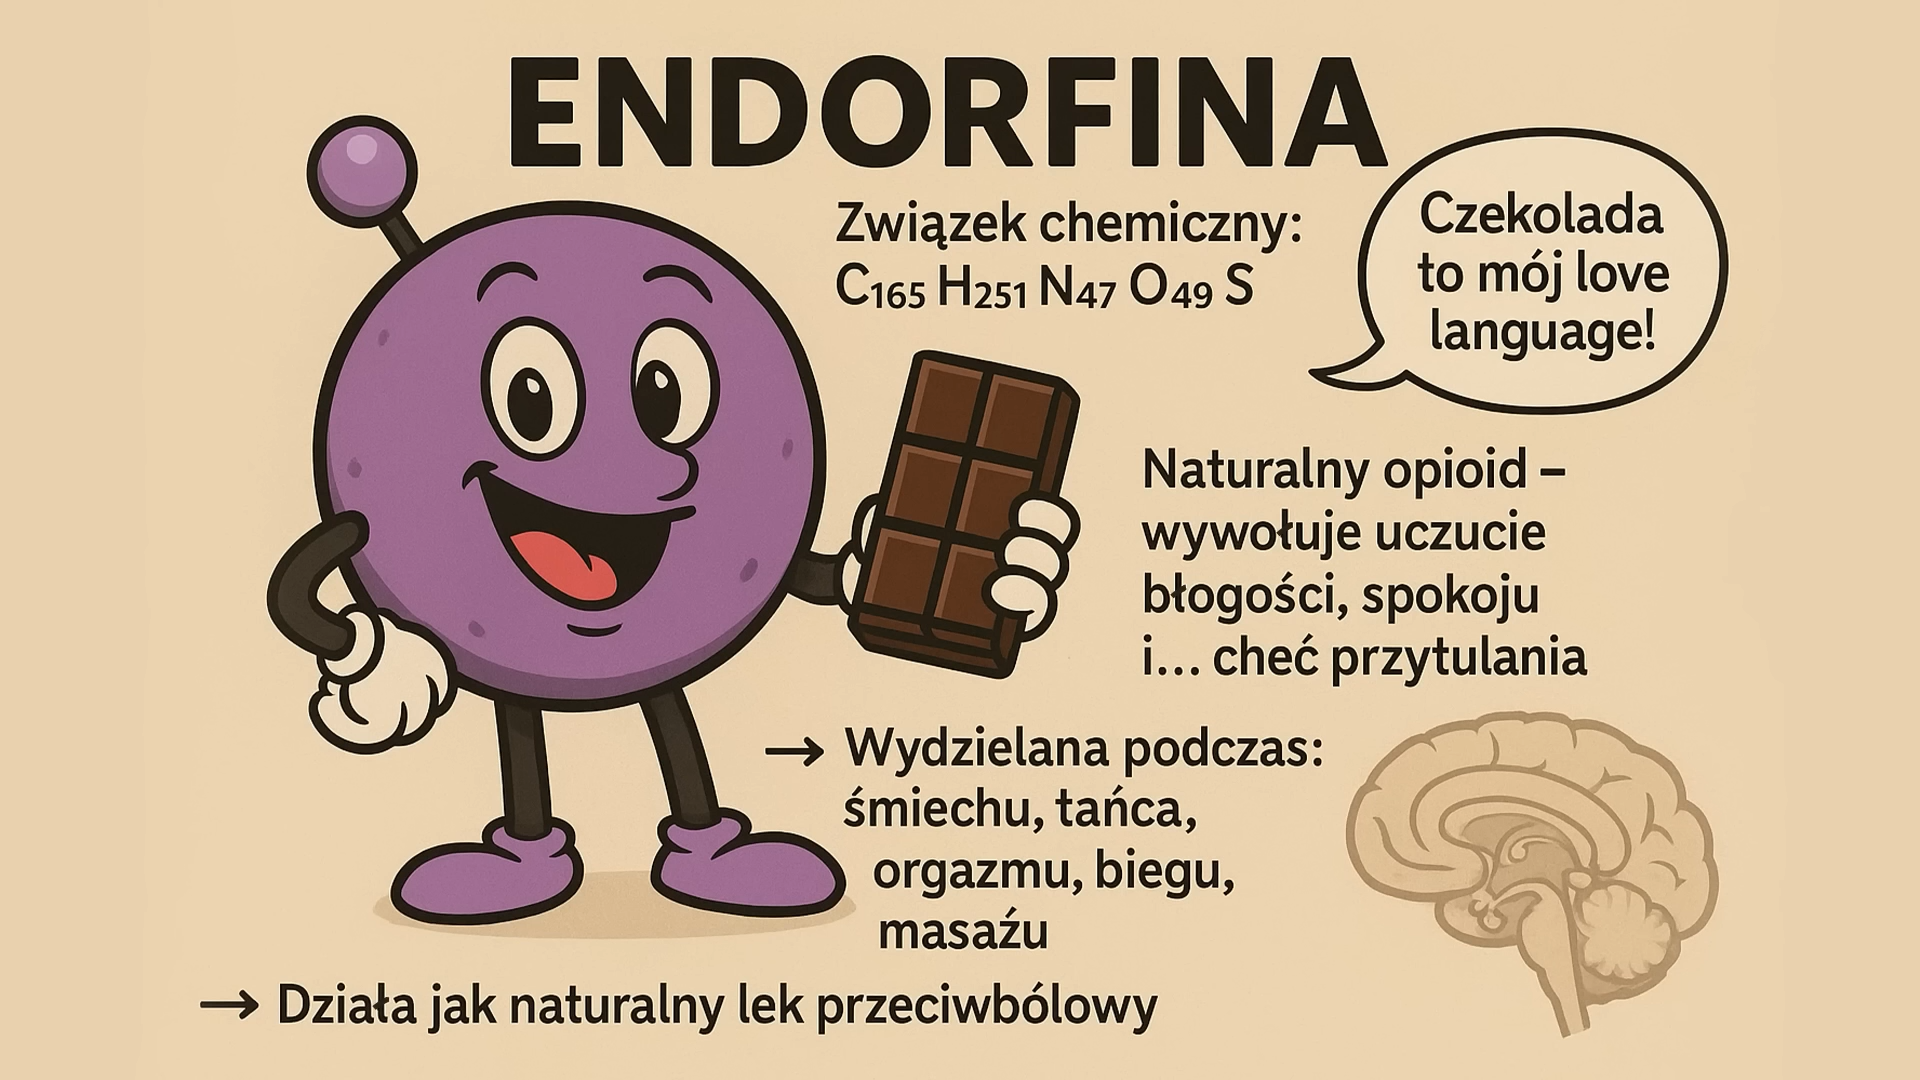 ENDORFINA
Związek chemiczny:
C₁₆₅ H₂₅₁ N₄₇ O₄₉ S
Czekolada
to mój love
language!
Naturalny opioid –
wywołuje uczucie
błogości, spokoju
i... cheć przytulania
→ Wydzielana podczas:
śmiechu, tańca,
orgazmu, biegu,
masaźu
→ Działa jak naturalny lek przeciwbólowy